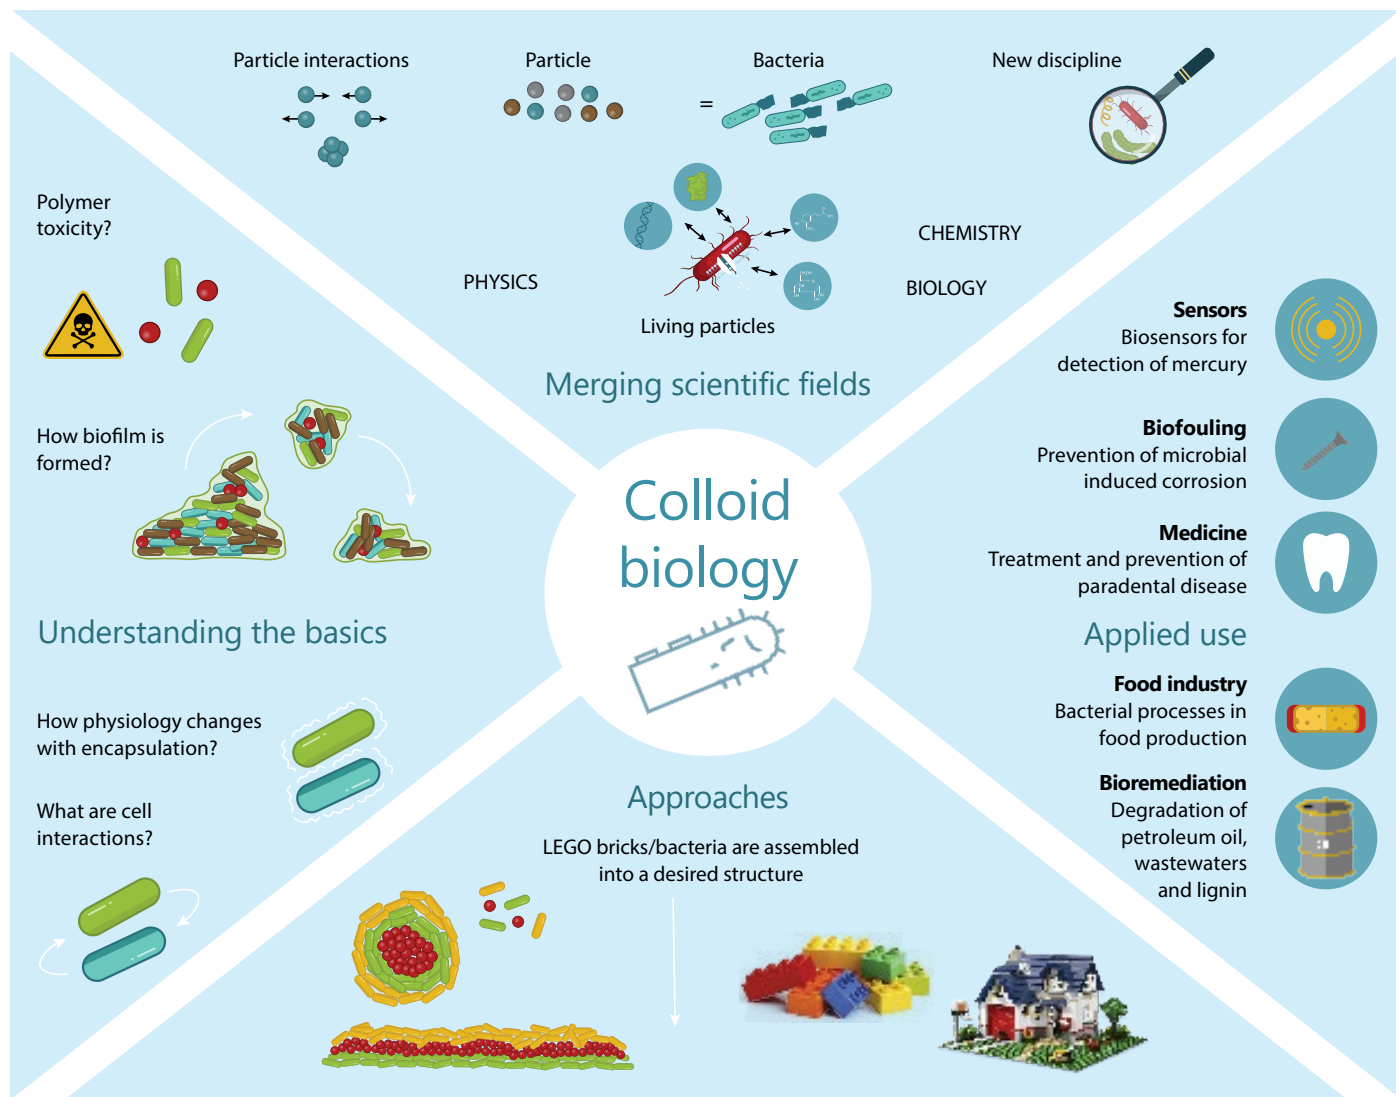 Particle interactions
Particle
=
Bacteria
New discipline
PHYSICS
CHEMISTRY
BIOLOGY
Living particles
Merging scientific fields
Polymer
toxicity?
How biofilm is
formed?
Understanding the basics
How physiology changes
with encapsulation?
What are cell
interactions?
Colloid
biology
Sensors
Biosensors for
detection of mercury
Biofouling
Prevention of microbial
induced corrosion
Medicine
Treatment and prevention of
paradental disease
Applied use
Food industry
Bacterial processes in
food production
Bioremediation
Degradation of
petroleum oil,
wastewaters
and lignin
Approaches
LEGO bricks/bacteria are assembled
into a desired structure